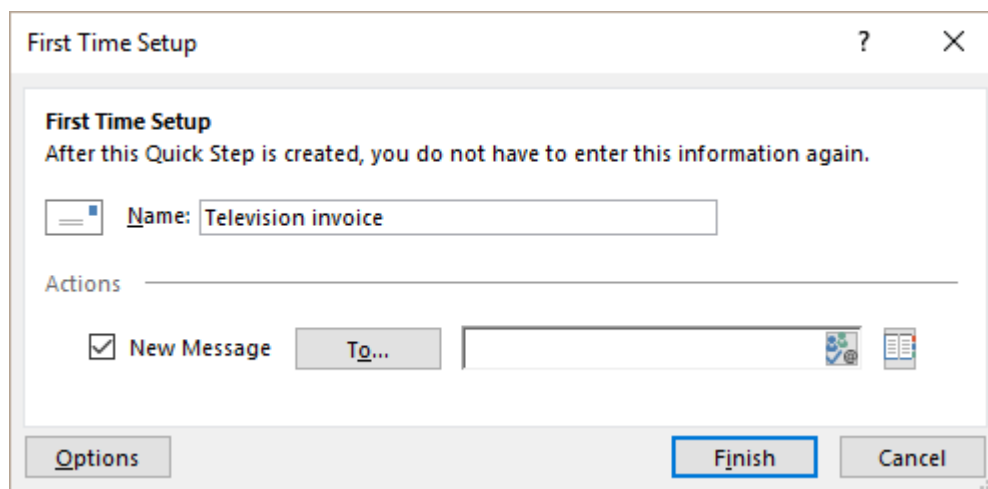 First Time Setup
First Time Setup
After this Quick Step is created, you do not have to enter this information again.
Name: Television invoice
Actions
New Message To...
Options Finish Cancel